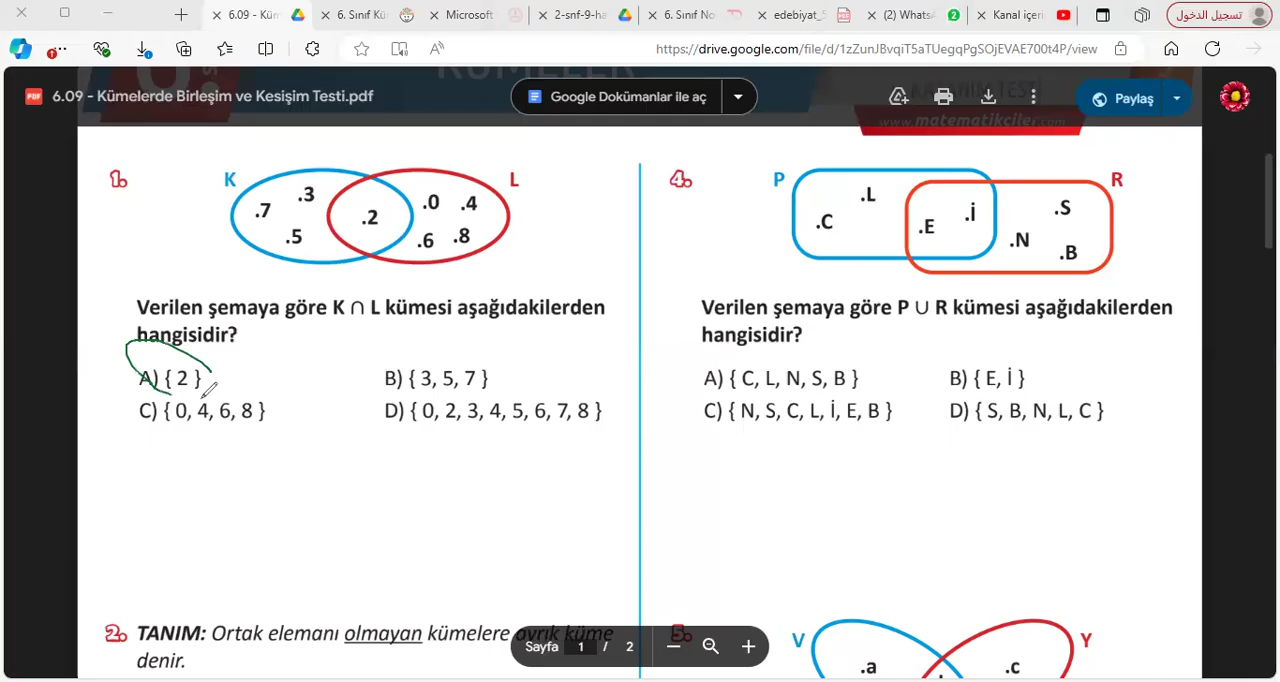 6.09 - Küm
6. Sınıf Kü
Microsoft
2-snf-9-ha
6. Sınıf No
edebiyat_5
(2) WhatsA
2
Kanal içeri
تسجيل الدخول
https://drive.google.com/file/d/1zZunJBvqiT5aTUegqPgSOjEVAE700t4P/view
KÜMELER
6.09 - Kümelerde Birleşim ve Kesişim Testi.pdf
Google Dokümanlar ile aç
Paylaş
www.matematikciler.com
1.
K
L
.7
.3
.5
.2
.0
.4
.6
.8
Verilen şemaya göre K ∩ L kümesi aşağıdakilerden
hangisidir?
A) { 2 }
B) { 3, 5, 7 }
C) { 0, 4, 6, 8 }
D) { 0, 2, 3, 4, 5, 6, 7, 8 }
2. TANIM: Ortak elemanı olmayan kümelere ayrık küme
denir.
4.
P
R
.L
.C
.E
.İ
.S
.N
.B
Verilen şemaya göre P ∪ R kümesi aşağıdakilerden
hangisidir?
A) { C, L, N, S, B }
B) { E, İ }
C) { N, S, C, L, İ, E, B }
D) { S, B, N, L, C }
5.
V
Y
.a
.c
Sayfa 1 / 2